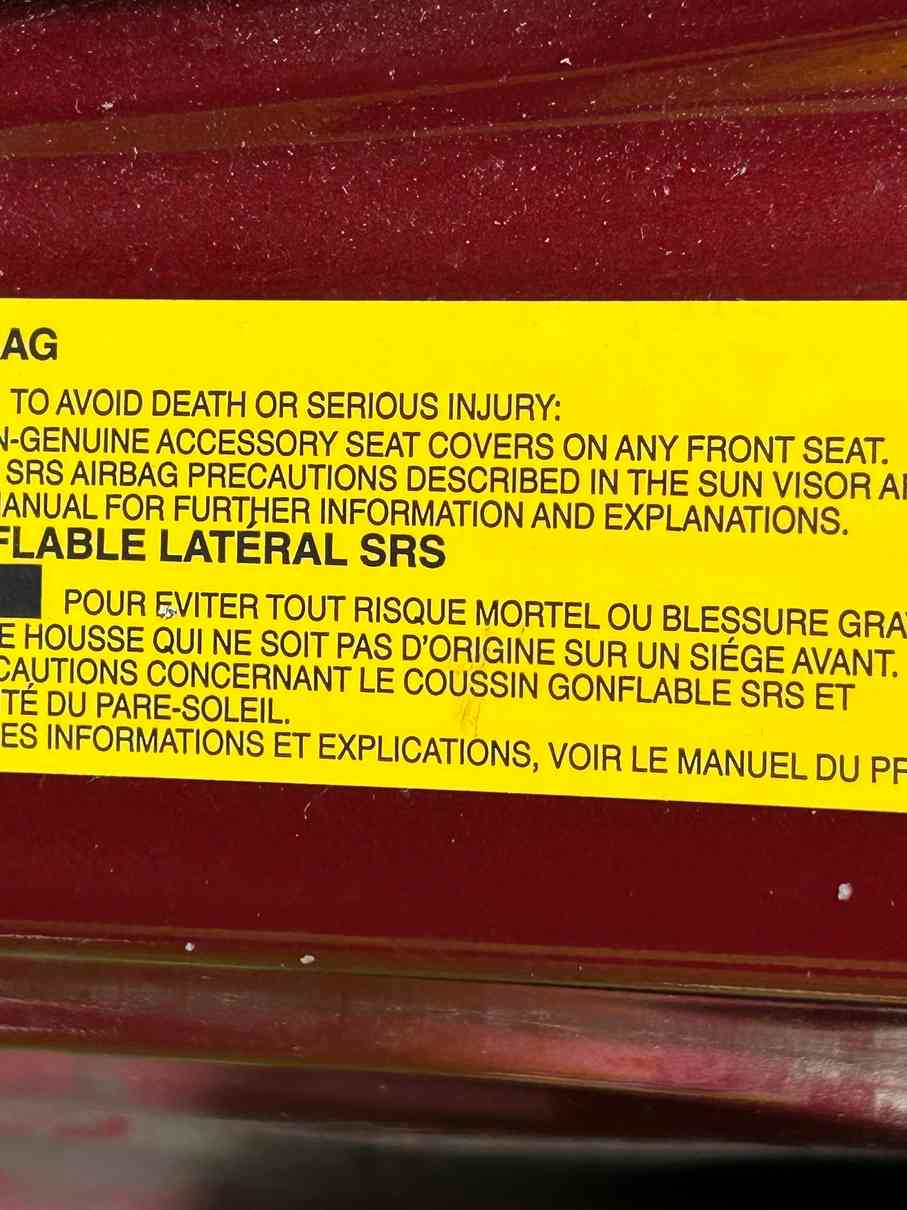 AG
TO AVOID DEATH OR SERIOUS INJURY:
N-GENUINE ACCESSORY SEAT COVERS ON ANY FRONT SEAT.
SRS AIRBAG PRECAUTIONS DESCRIBED IN THE SUN VISOR A
MANUAL FOR FURTHER INFORMATION AND EXPLANATIONS.
FLABLE LATÉRAL SRS
POUR EVITER TOUT RISQUE MORTEL OU BLESSURE GRAV
E HOUSSE QUI NE SOIT PAS D'ORIGINE SUR UN SIÉGE AVANT.
CAUTIONS CONCERNANT LE COUSSIN GONFLABLE SRS ET
TÉ DU PARE-SOLEIL.
ES INFORMATIONS ET EXPLICATIONS, VOIR LE MANUEL DU PR